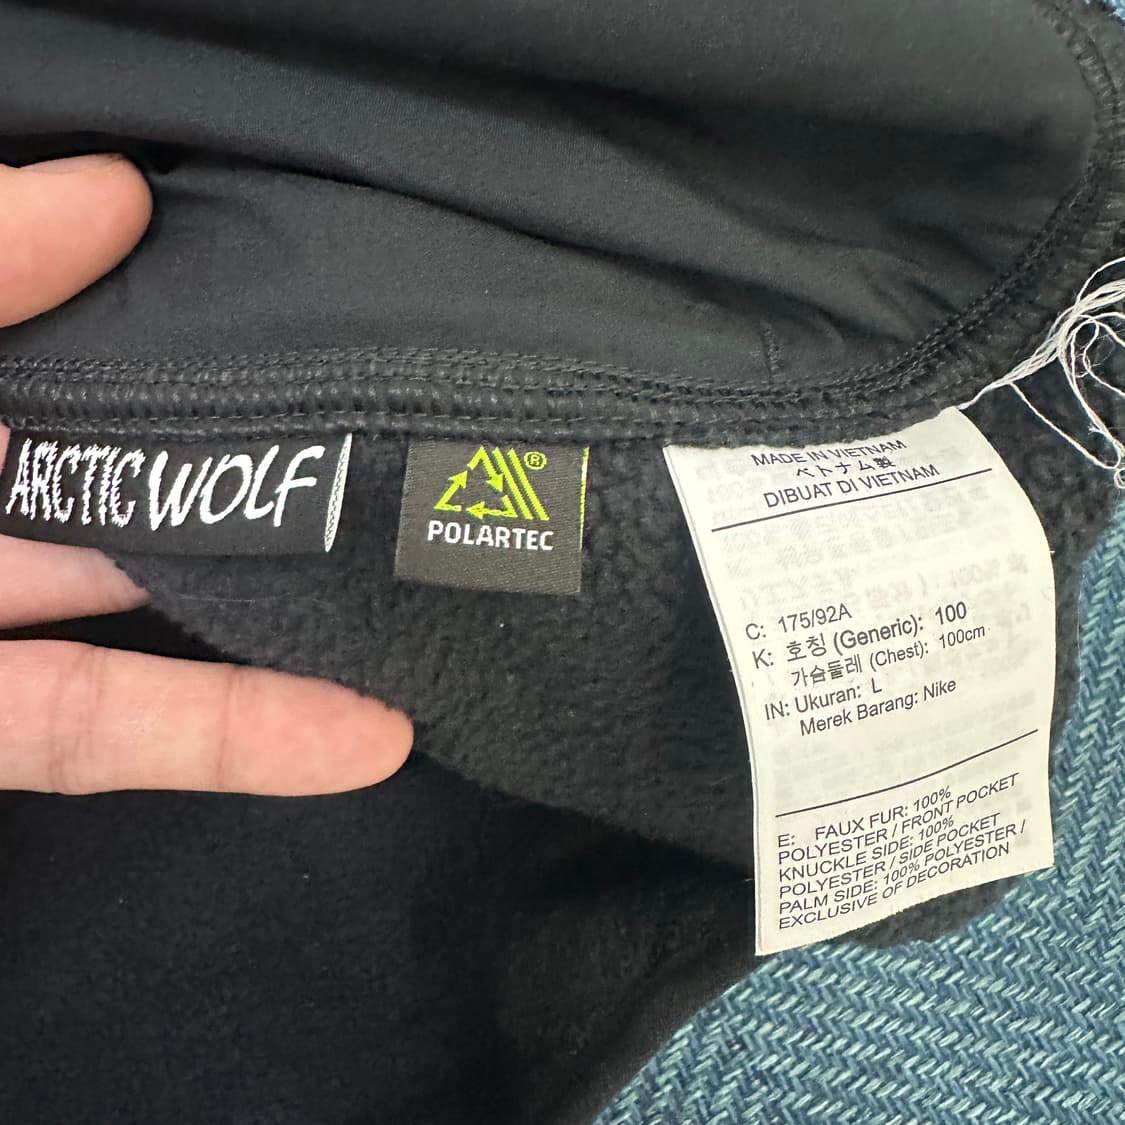 ARCTIC WOLF
®
POLARTEC
MADE IN VIETNAM
ベトナム製
DIBUAT DI VIETNAM
C: 175/92A
K: 호칭 (Generic): 100
가슴둘레 (Chest): 100cm
IN: Ukuran: L
Merek Barang: Nike
E: FAUX FUR: 100%
POLYESTER / FRONT POCKET
KNUCKLE SIDE: 100%
POLYESTER / SIDE POCKET
PALM SIDE: 100% POLYESTER /
EXCLUSIVE OF DECORATION